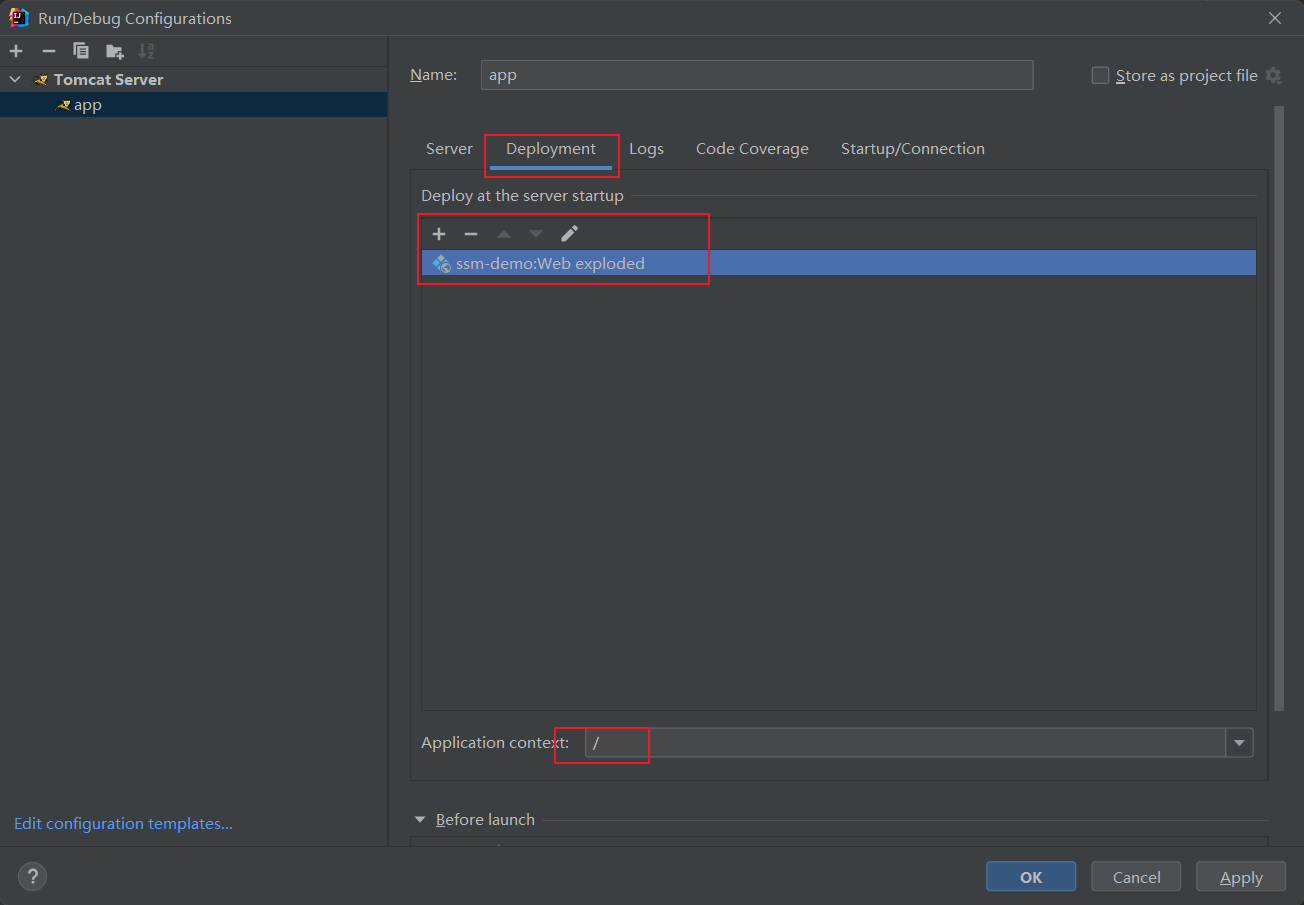 Run/Debug Configurations
Tomcat Server
app
Name: app
Store as project file
Server Deployment Logs Code Coverage Startup/Connection
Deploy at the server startup
ssm-demo:Web exploded
Application context: /
Before launch
Edit configuration templates...
? OK Cancel Apply